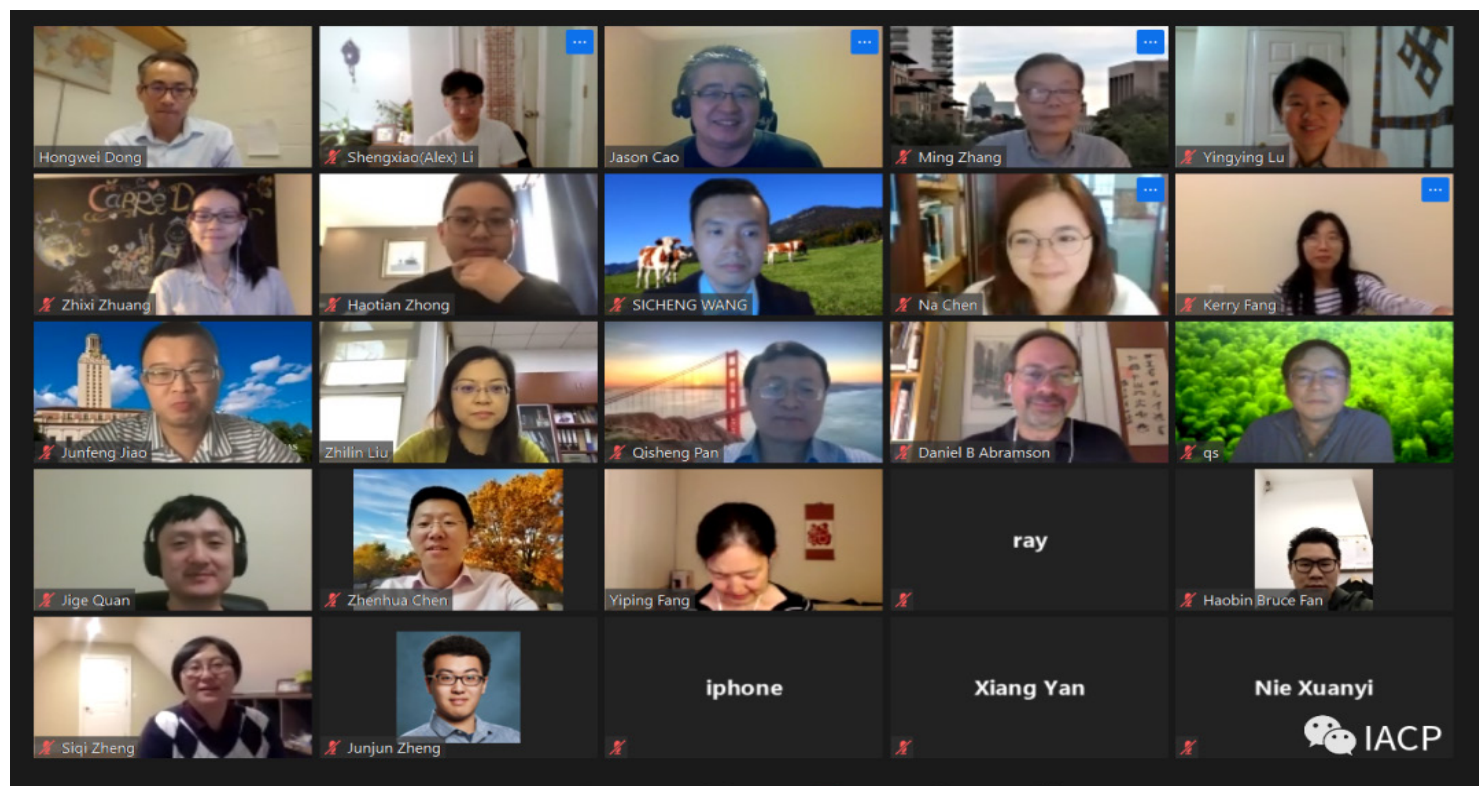 Hongwei Dong
Shengxiao(Alex) Li
Jason Cao
Ming Zhang
Yingying Lu
CARPE D
Zhixi Zhuang
Haotian Zhong
SICHENG WANG
Na Chen
Kerry Fang
Junfeng Jiao
Zhilin Liu
Qisheng Pan
Daniel B Abramson
qs
Jige Quan
Zhenhua Chen
Yiping Fang
ray
Haobin Bruce Fan
Siqi Zheng
Junjun Zheng
iphone
Xiang Yan
Nie Xuanyi
IACP